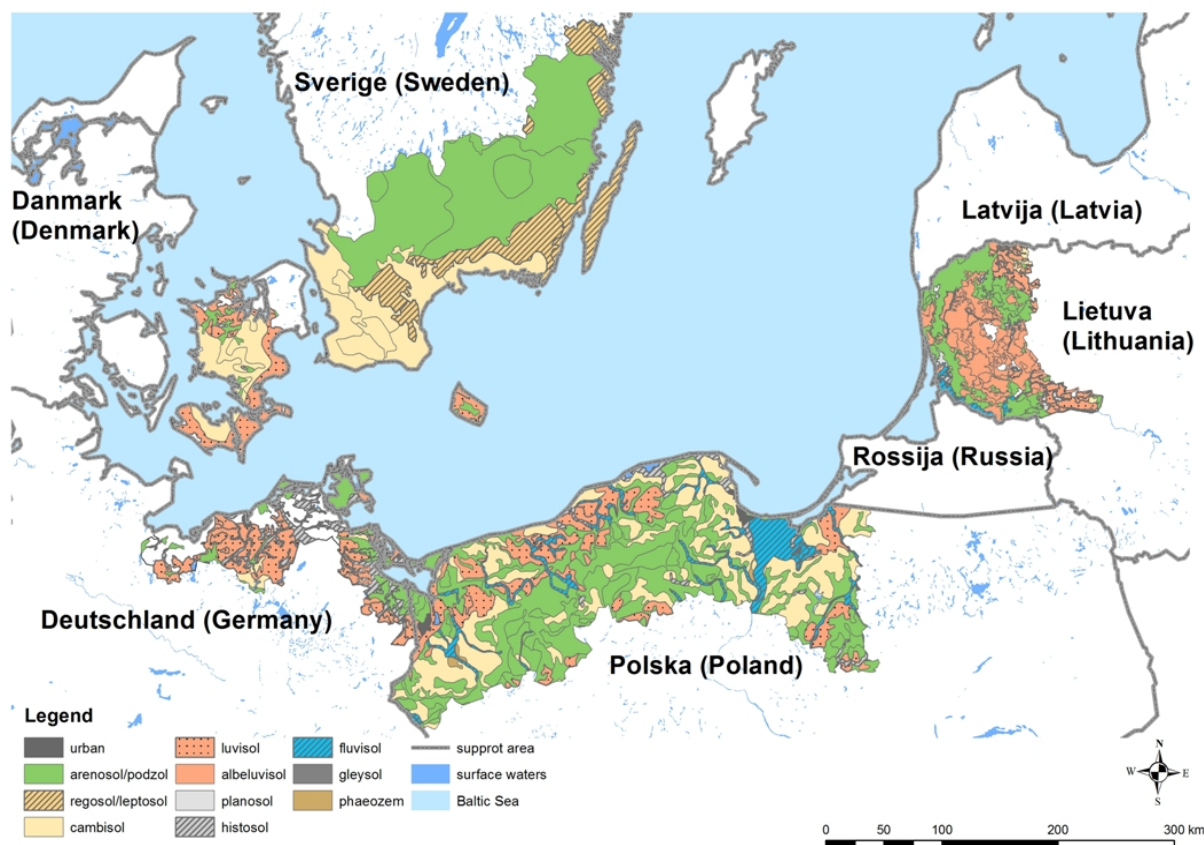 Sverige (Sweden)
Danmark
(Denmark)
Latvija (Latvia)
Lietuva
(Lithuania)
Rossija (Russia)
Deutschland (Germany)
Polska (Poland)
Legend
urban
luvisol
fluvisol
supprot area
arenosol/podzol
albeluvisol
gleysol
surface waters
regosol/leptosol
planosol
phaeozem
Baltic Sea
cambisol
histosol
N
W E
S
0 50 100 200 300 km